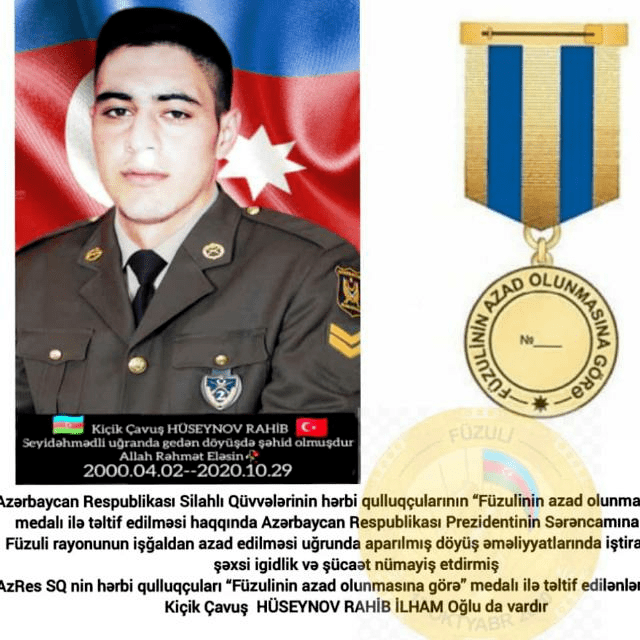 FÜZULİNİN AZAD OLUNMASINA GÖRƏ
№
2
Kiçik Çavuş HÜSEYNOV RAHİB
Seyidəhmədli uğranda gedən döyüşdə şəhid olmuşdur
Allah Rəhmət Eləsin🥀
2000.04.02--2020.10.29
FÜZULİ
Azərbaycan Respublikası Silahlı Qüvvələrinin hərbi qulluqçularının “Füzulinin azad olunma
medalı ilə təltif edilməsi haqqında Azərbaycan Respublikası Prezidentinin Sərəncamına
Füzuli rayonunun işğaldan azad edilməsi uğrunda aparılmış döyüş əməliyyatlarında iştira
şəxsi igidlik və şücaət nümayiş etdirmiş
AzRes SQ nin hərbi qulluqçuları “Füzulinin azad olunmasına görə” medalı ilə təltif edilənlər
Kiçik Çavuş HÜSEYNOV RAHİB İLHAM Oğlu da vardır